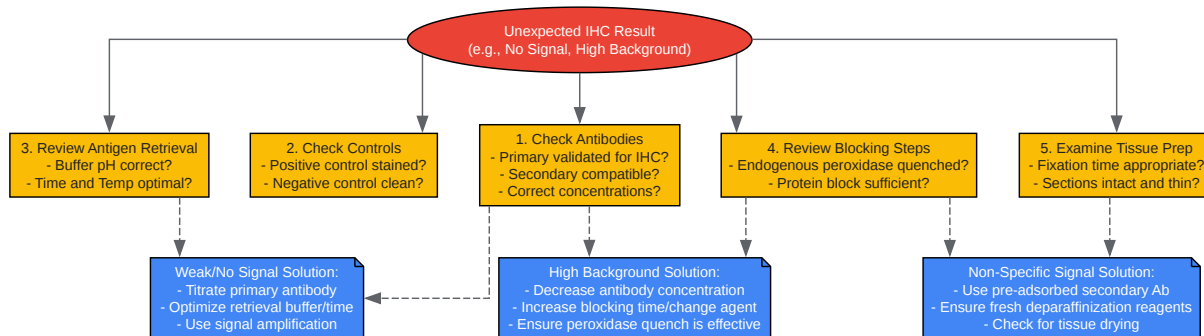 Unexpected IHC Result
(e.g., No Signal, High Background)
3. Review Antigen Retrieval
- Buffer pH correct?
- Time and Temp optimal?
2. Check Controls
- Positive control stained?
- Negative control clean?
1. Check Antibodies
- Primary validated for IHC?
- Secondary compatible?
- Correct concentrations?
4. Review Blocking Steps
- Endogenous peroxidase quenched?
- Protein block sufficient?
5. Examine Tissue Prep
- Fixation time appropriate?
- Sections intact and thin?
Weak/No Signal Solution:
- Titrate primary antibody
- Optimize retrieval buffer/time
- Use signal amplification
High Background Solution:
- Decrease antibody concentration
- Increase blocking time/change agent
- Ensure peroxidase quench is effective
Non-Specific Signal Solution:
- Use pre-adsorbed secondary Ab
- Ensure fresh deparaffinization reagents
- Check for tissue drying